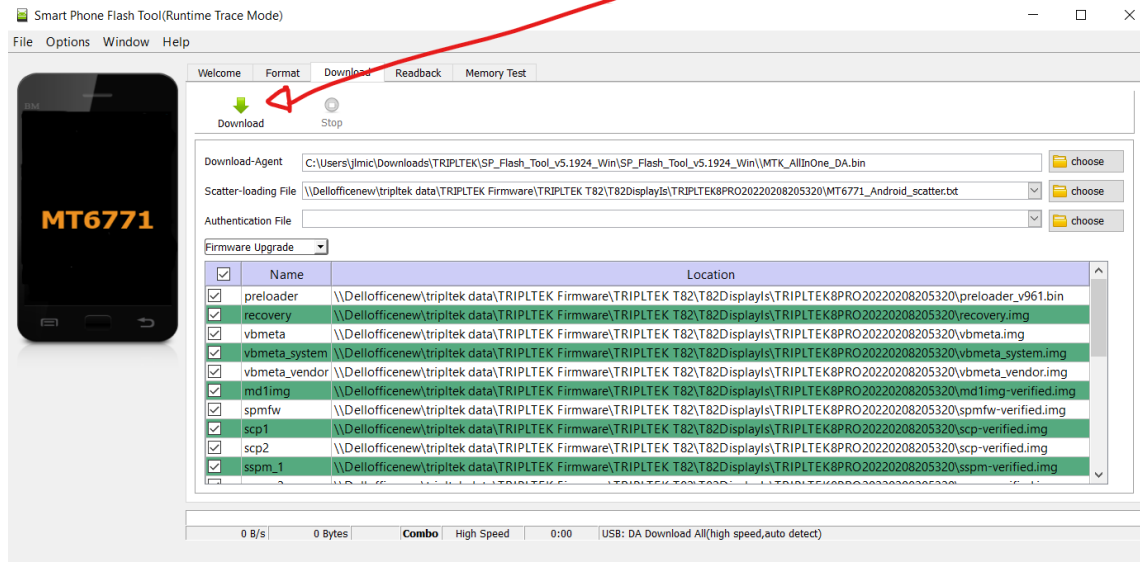 Smart Phone Flash Tool(Runtime Trace Mode)
File Options Window Help
Welcome Format Download Readback Memory Test
BM
Download Stop
Download-Agent C:\Users\jlmic\Downloads\TRIPLTEK\SP_Flash_Tool_v5.1924_Win\SP_Flash_Tool_v5.1924_Win\\MTK_AllInOne_DA.bin choose
Scatter-loading File \\Dellofficenew\tripltek data\TRIPLTEK Firmware\TRIPLTEK T82\T82DisplayIs\TRIPLTEK8PRO20220208205320\MT6771_Android_scatter.txt choose
MT6771
Authentication File choose
Firmware Upgrade
Name Location
preloader \\Dellofficenew\tripltek data\TRIPLTEK Firmware\TRIPLTEK T82\T82DisplayIs\TRIPLTEK8PRO20220208205320\preloader_v961.bin
recovery \\Dellofficenew\tripltek data\TRIPLTEK Firmware\TRIPLTEK T82\T82DisplayIs\TRIPLTEK8PRO20220208205320\recovery.img
vbmeta \\Dellofficenew\tripltek data\TRIPLTEK Firmware\TRIPLTEK T82\T82DisplayIs\TRIPLTEK8PRO20220208205320\vbmeta.img
vbmeta_system \\Dellofficenew\tripltek data\TRIPLTEK Firmware\TRIPLTEK T82\T82DisplayIs\TRIPLTEK8PRO20220208205320\vbmeta_system.img
vbmeta_vendor \\Dellofficenew\tripltek data\TRIPLTEK Firmware\TRIPLTEK T82\T82DisplayIs\TRIPLTEK8PRO20220208205320\vbmeta_vendor.img
md1img \\Dellofficenew\tripltek data\TRIPLTEK Firmware\TRIPLTEK T82\T82DisplayIs\TRIPLTEK8PRO20220208205320\md1img-verified.img
spmfw \\Dellofficenew\tripltek data\TRIPLTEK Firmware\TRIPLTEK T82\T82DisplayIs\TRIPLTEK8PRO20220208205320\spmfw-verified.img
scp1 \\Dellofficenew\tripltek data\TRIPLTEK Firmware\TRIPLTEK T82\T82DisplayIs\TRIPLTEK8PRO20220208205320\scp-verified.img
scp2 \\Dellofficenew\tripltek data\TRIPLTEK Firmware\TRIPLTEK T82\T82DisplayIs\TRIPLTEK8PRO20220208205320\scp-verified.img
sspm_1 \\Dellofficenew\tripltek data\TRIPLTEK Firmware\TRIPLTEK T82\T82DisplayIs\TRIPLTEK8PRO20220208205320\sspm-verified.img
0 B/s 0 Bytes Combo High Speed 0:00 USB: DA Download All(high speed,auto detect)